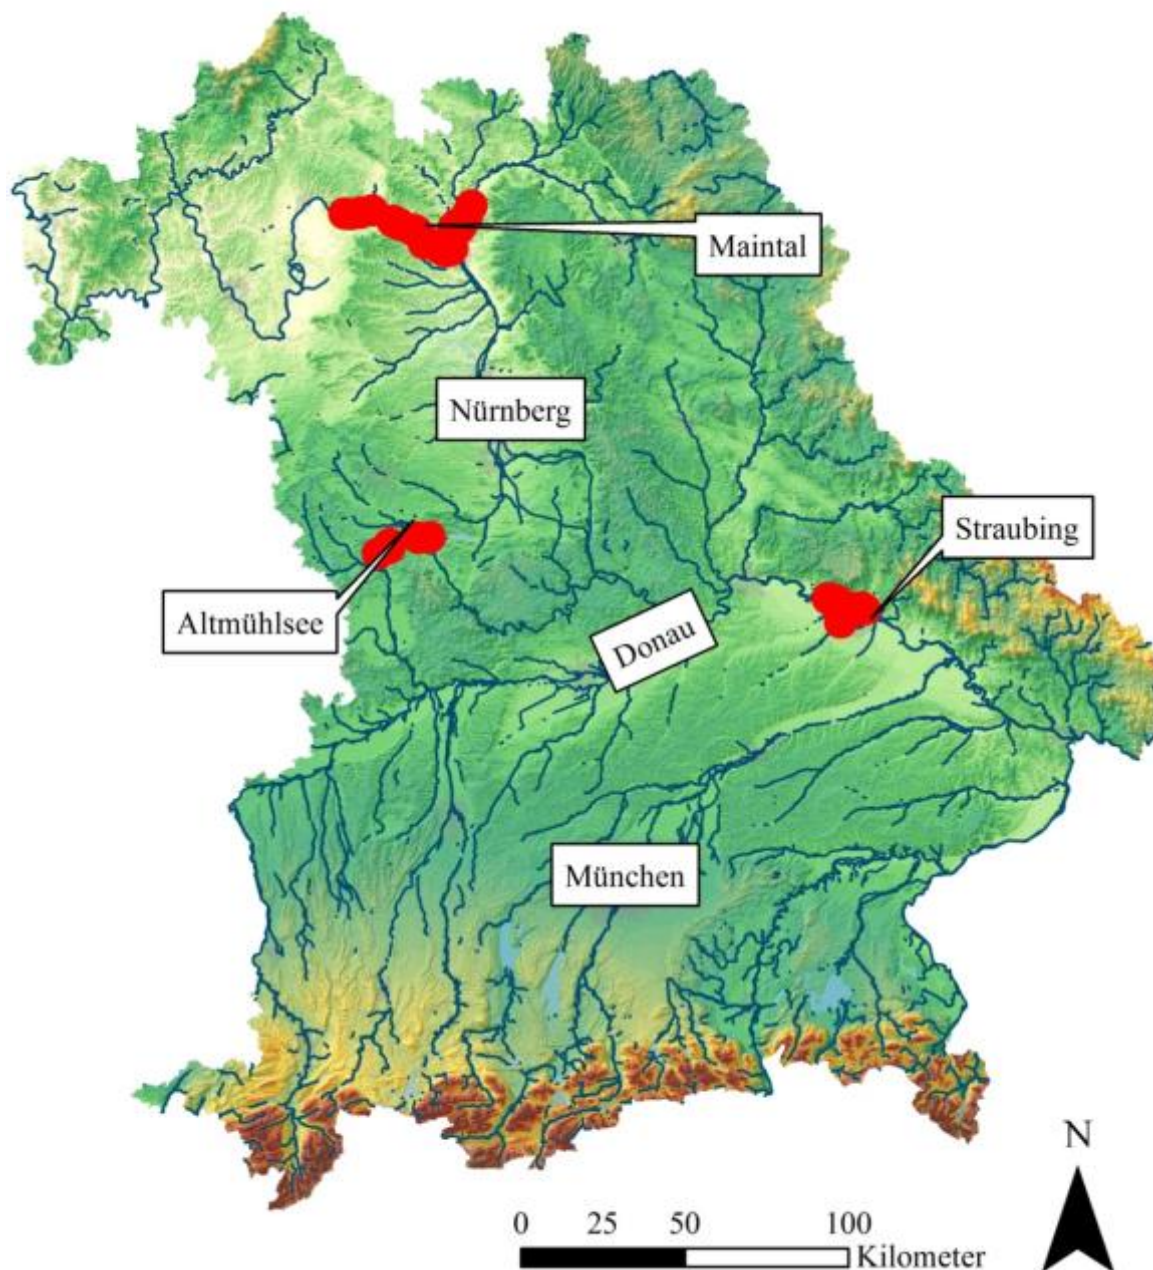 Maintal
Nürnberg
Straubing
Altmühlsee
Donau
München
N
0 25 50 100
Kilometer